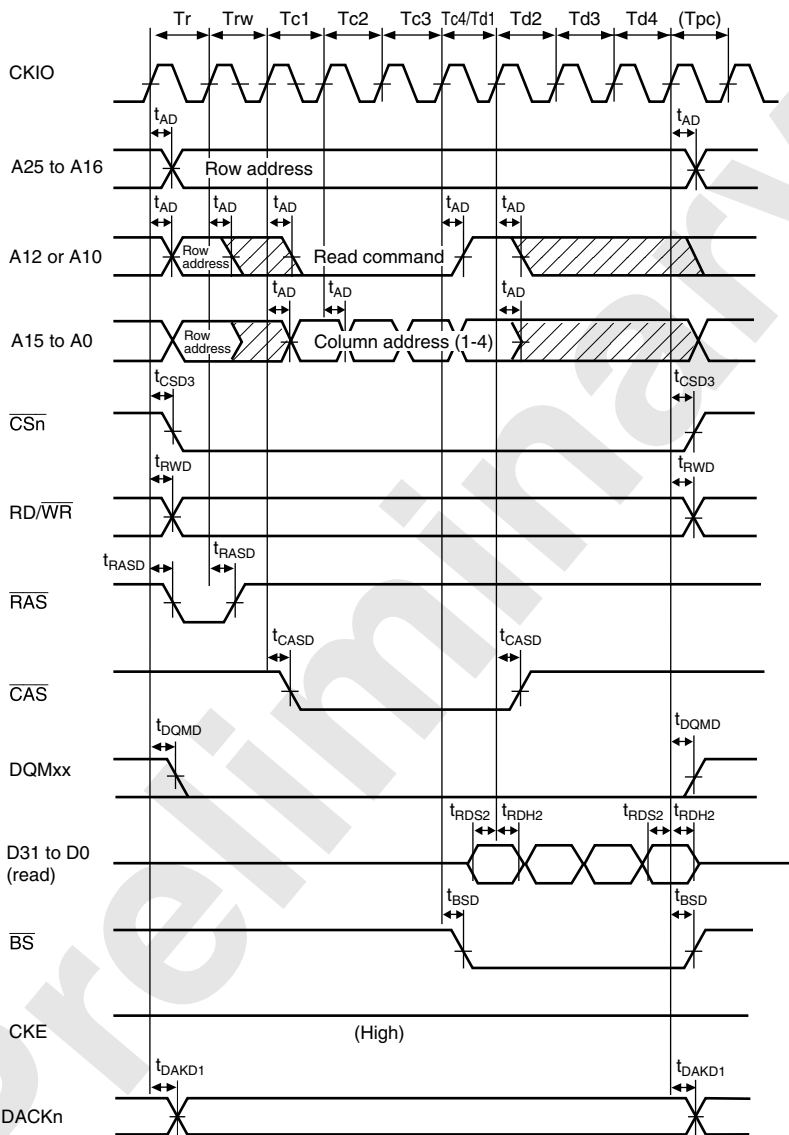 Tr Trw Tc1 Tc2 Tc3 Tc4/Td1 Td2 Td3 Td4 (Tpc)
CKIO
tAD tAD
A25 to A16 Row address
tAD tAD tAD tAD tAD
A12 or A10 Row address Read command
tAD tAD tAD
A15 to A0 Row address Column address (1-4)
tCSD3 tCSD3
CSn
tRWD tRWD
RD/WR
tRASD tRASD
RAS
tCASD tCASD
CAS
tDQMD tDQMD
DQMxx
tRDS2 tRDH2 tRDS2 tRDH2
D31 to D0
(read)
tBSD tBSD
BS
CKE (High)
tDAKD1 tDAKD1
DACKn
Preliminary